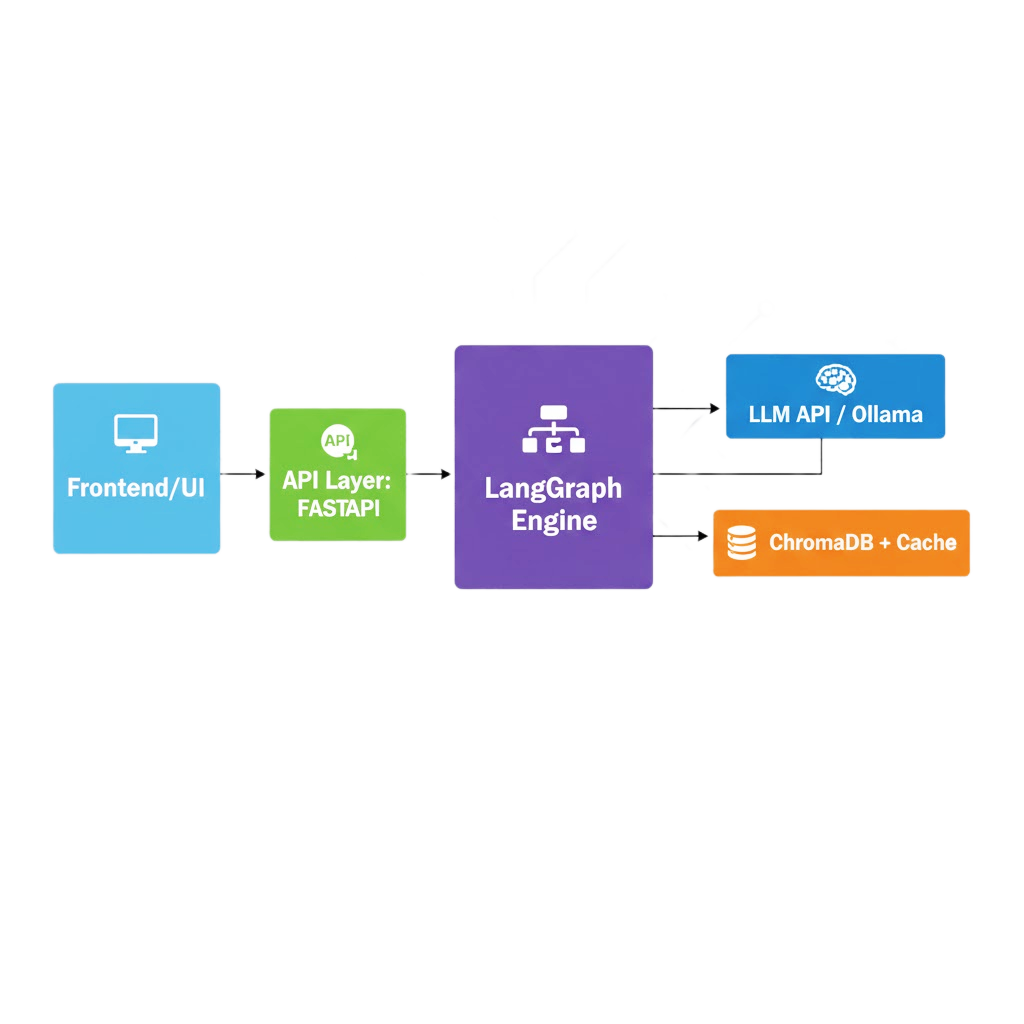 Frontend/UI
API
API Layer:
FASTAPI
LangGraph
Engine
LLM API / Ollama
ChromaDB + Cache